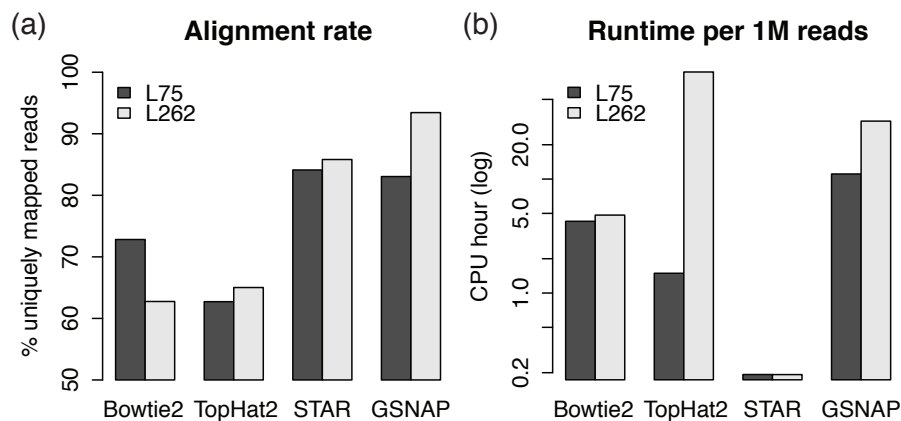 (a)
Alignment rate
% uniquely mapped reads
100
90
80
70
60
50
L75
L262
Bowtie2 TopHat2 STAR GSNAP
(b)
Runtime per 1M reads
CPU hour (log)
20.0
5.0
1.0
0.2
L75
L262
Bowtie2 TopHat2 STAR GSNAP